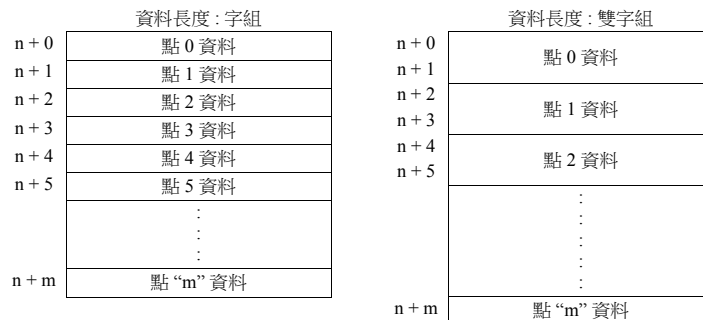 資料長度 : 字組
n + 0 點 0 資料
n + 1 點 1 資料
n + 2 點 2 資料
n + 3 點 3 資料
n + 4 點 4 資料
n + 5 點 5 資料
:
:
:
n + m 點 “m” 資料
資料長度 : 雙字組
n + 0
點 0 資料
n + 1
n + 2
點 1 資料
n + 3
n + 4
點 2 資料
n + 5
:
:
:
:
:
n + m 點 “m” 資料